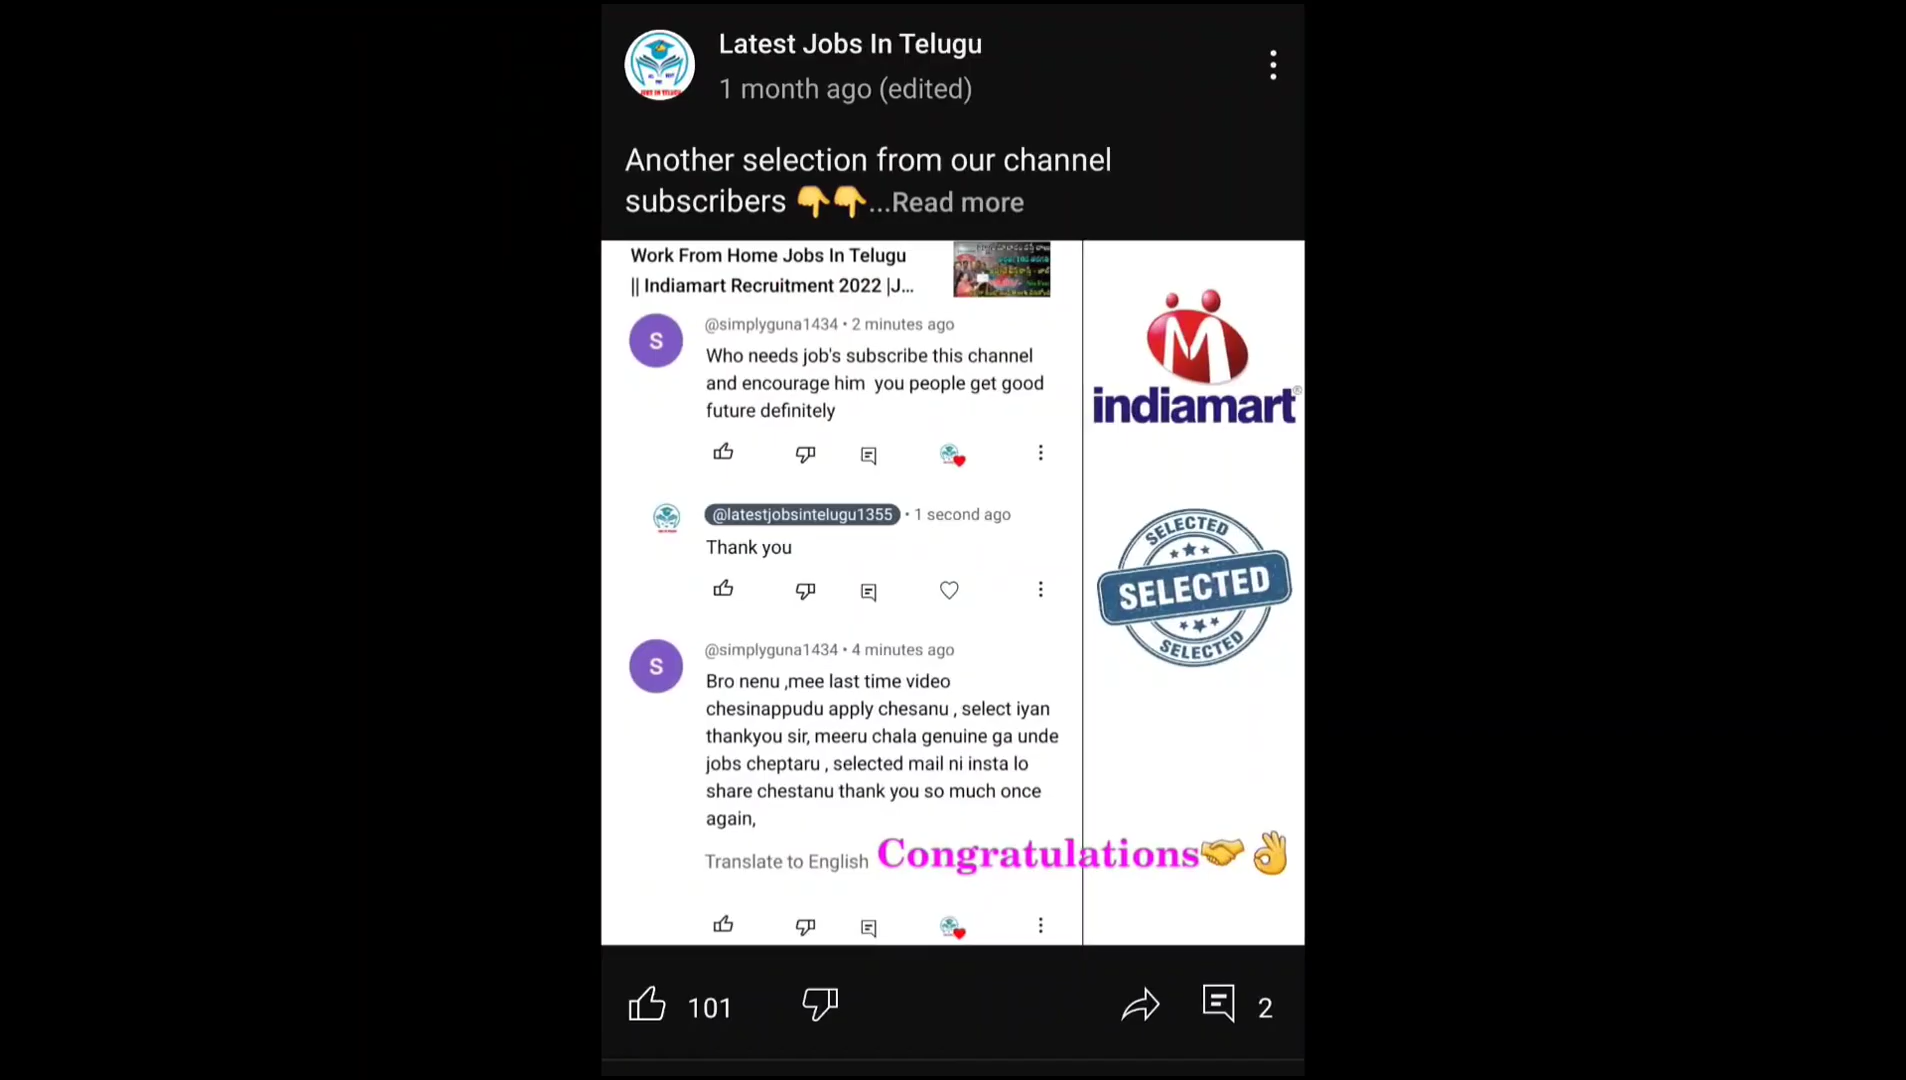 Latest Jobs In Telugu
1 month ago (edited)
Another selection from our channel
subscribers 👇👇...Read more
Work From Home Jobs In Telugu
|| Indiamart Recruitment 2022 |J...
@simplyguna1434 • 2 minutes ago
Who needs job's subscribe this channel
and encourage him you people get good
future definitely
@latestjobsintelugu1355 • 1 second ago
Thank you
S
@simplyguna1434 • 4 minutes ago
Bro nenu ,mee last time video
chesinappudu apply chesanu , select iyan
thankyou sir, meeru chala genuine ga unde
jobs cheptaru , selected mail ni insta lo
share chestanu thank you so much once
again,
Translate to English
Congratulations🤝👌
indiamart®
SELECTED
SELECTED
SELECTED
101
2